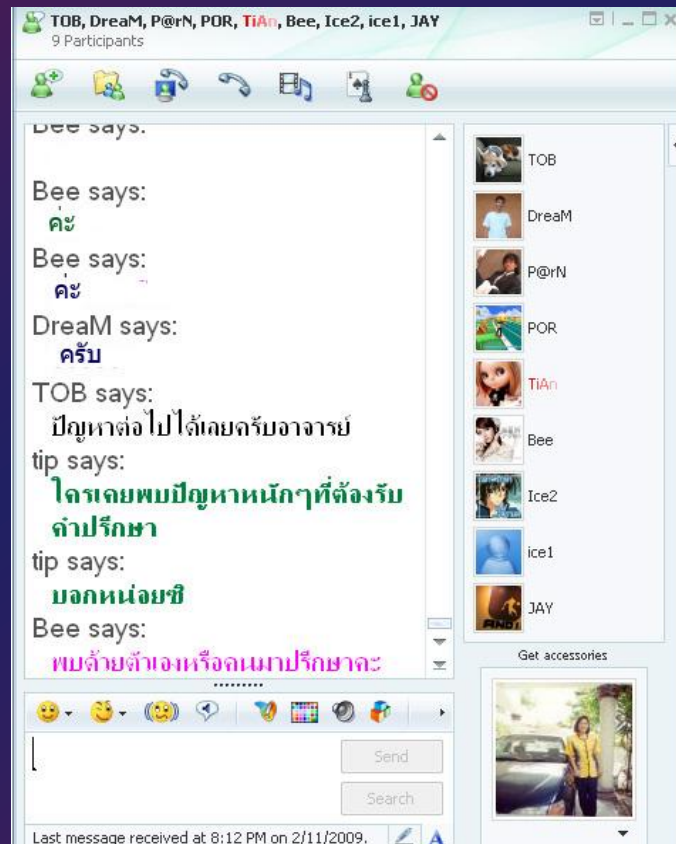 TOB, DreaM, P@rN, POR, TiAn, Bee, Ice2, ice1, JAY
9 Participants
Bee says:
Bee says:
ค่ะ
Bee says:
ค่ะ
DreaM says:
ครับ
TOB says:
ปัญหาต่อไปได้เลยครับอาจารย์
tip says:
ใครเคยพบปัญหาหนักๆที่ต้องรับ
คำปรึกษา
tip says:
บอกหน่อยซิ
Bee says:
พบด้วยตัวเองหรือคนมาปรึกษาคะ
Send
Search
Last message received at 8:12 PM on 2/11/2009.
TOB
DreaM
P@rN
POR
TiAn
Bee
Ice2
ice1
JAY
Get accessories